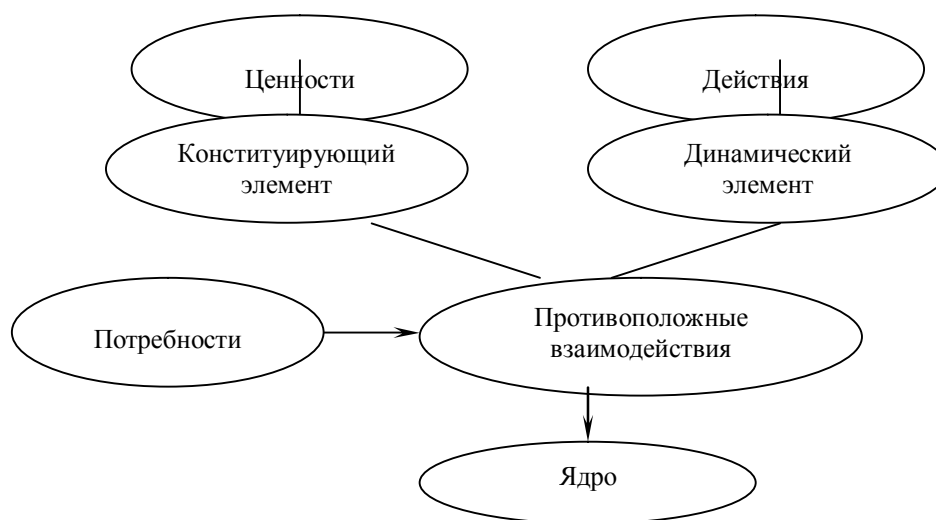 Ценности
Действия
Конституирующий
элемент
Динамический
элемент
Потребности
Противоположные
взаимодействия
Ядро